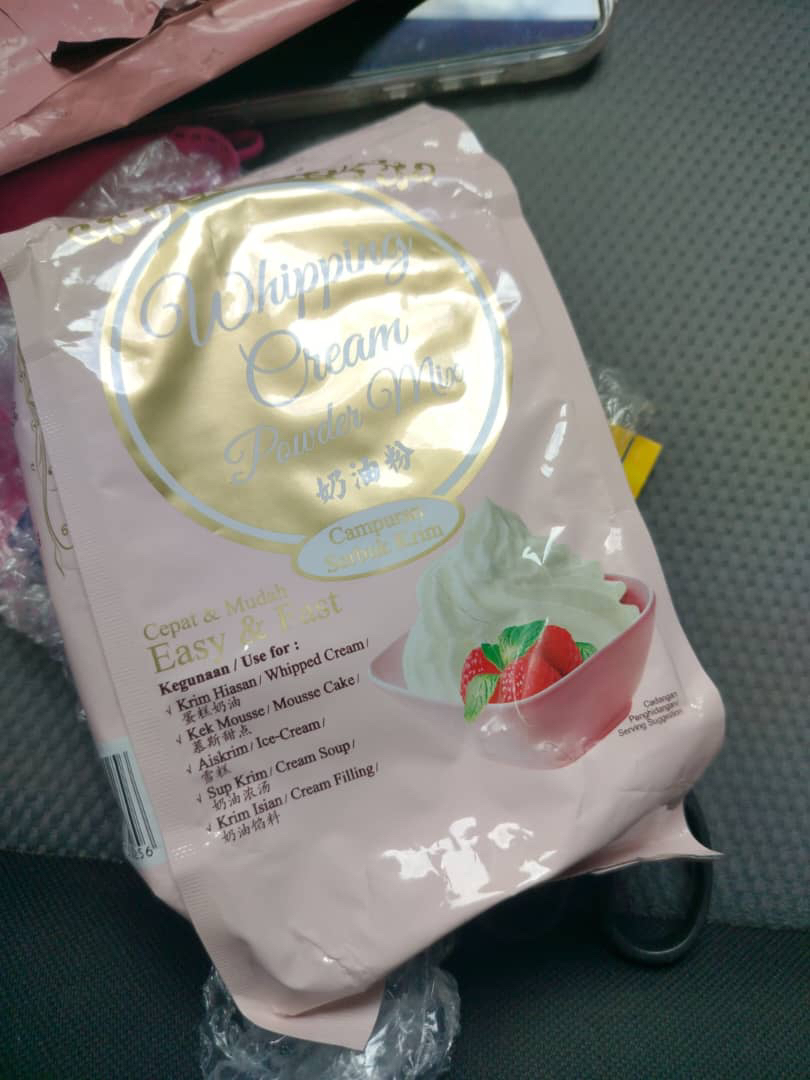 Whipping
Cream
Powder Mix
奶油粉
Campuran
Serbuk Krim
Cepat & Mudah
Easy & Fast
Kegunaan / Use for :
√ Krim Hiasan / Whipped Cream /
蛋糕奶油
√ Kek Mousse / Mousse Cake /
慕斯甜点
√ Aiskrim / Ice-Cream /
雪糕
√ Sup Krim / Cream Soup /
奶油浓汤
√ Krim Isian / Cream Filling /
奶油馅料
Cadangan
Penghidangan/
Serving Suggestion